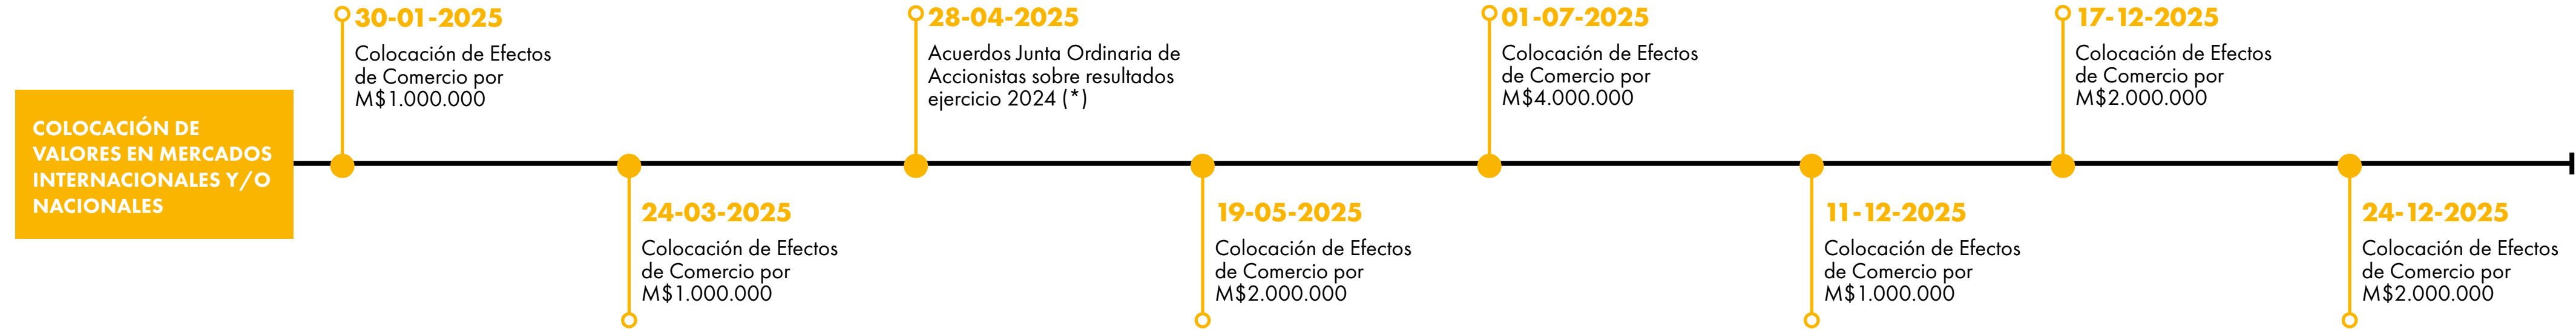 COLOCACIÓN DE
VALORES EN MERCADOS
INTERNACIONALES Y/O
NACIONALES
30-01-2025
Colocación de Efectos
de Comercio por
M$1.000.000
24-03-2025
Colocación de Efectos
de Comercio por
M$1.000.000
28-04-2025
Acuerdos Junta Ordinaria de
Accionistas sobre resultados
ejercicio 2024 (*)
19-05-2025
Colocación de Efectos
de Comercio por
M$2.000.000
01-07-2025
Colocación de Efectos
de Comercio por
M$4.000.000
11-12-2025
Colocación de Efectos
de Comercio por
M$1.000.000
17-12-2025
Colocación de Efectos
de Comercio por
M$2.000.000
24-12-2025
Colocación de Efectos
de Comercio por
M$2.000.000